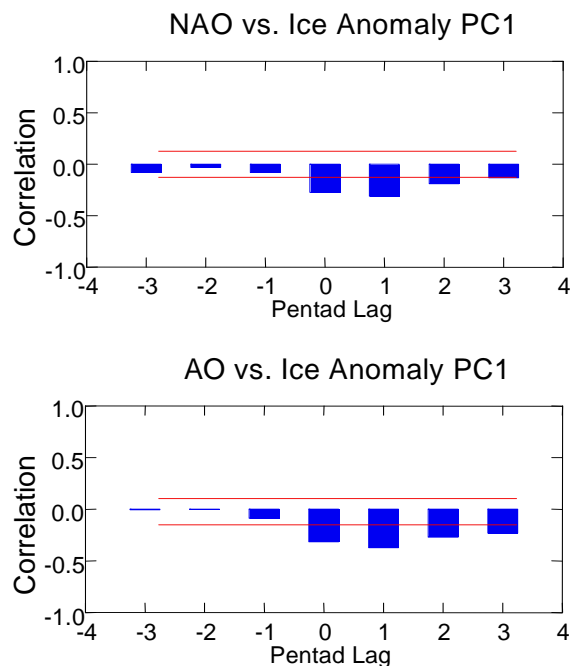 NAO vs. Ice Anomaly PC1
1.0
0.5
0.0
-0.5
-1.0
Correlation
-4 -3 -2 -1 0 1 2 3 4
Pentad Lag
AO vs. Ice Anomaly PC1
1.0
0.5
0.0
-0.5
-1.0
Correlation
-4 -3 -2 -1 0 1 2 3 4
Pentad Lag